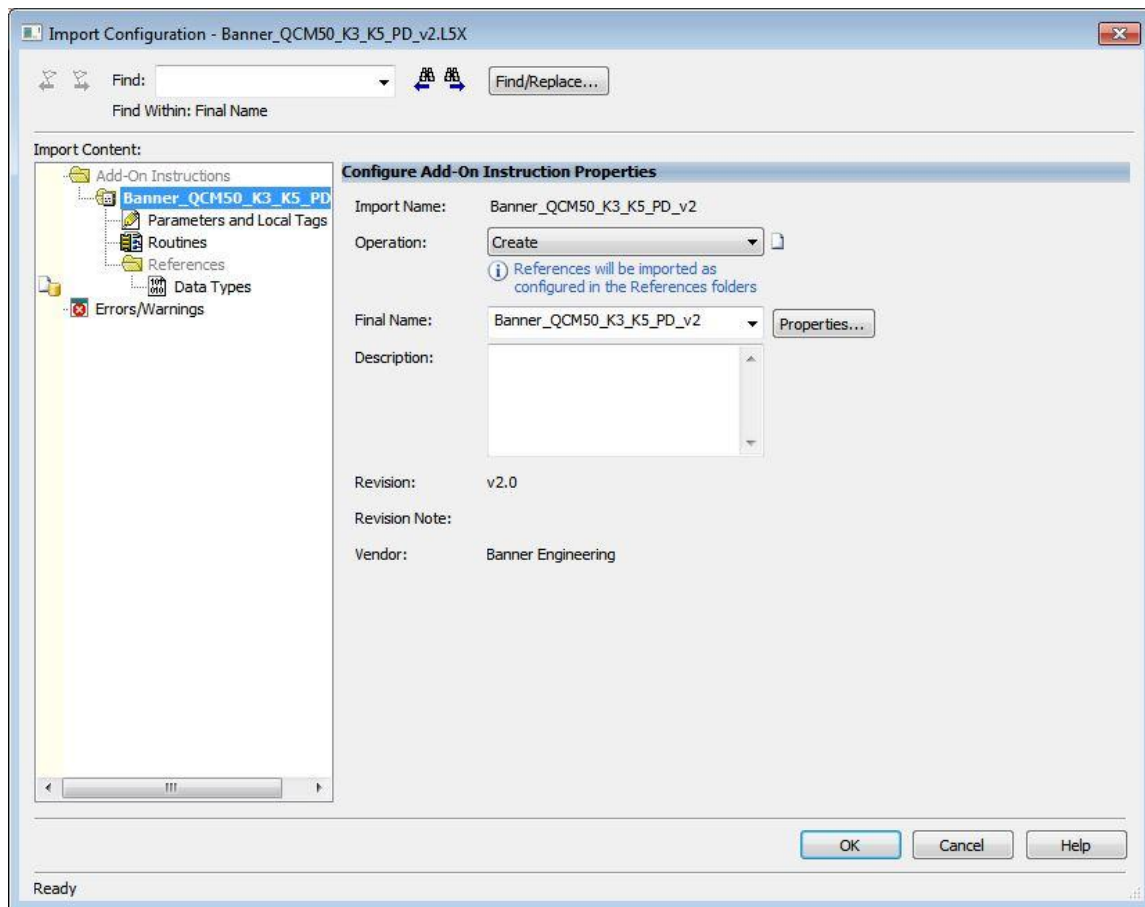 Import Configuration - Banner_QCM50_K3_K5_PD_v2.L5X
Find:
Find/Replace...
Find Within: Final Name
Import Content:
Add-On Instructions
Banner_QCM50_K3_K5_PD
Parameters and Local Tags
Routines
References
Data Types
Errors/Warnings
Configure Add-On Instruction Properties
Import Name: Banner_QCM50_K3_K5_PD_v2
Operation: Create
References will be imported as
configured in the References folders
Final Name: Banner_QCM50_K3_K5_PD_v2 Properties...
Description:
Revision: v2.0
Revision Note:
Vendor: Banner Engineering
OK Cancel Help
Ready